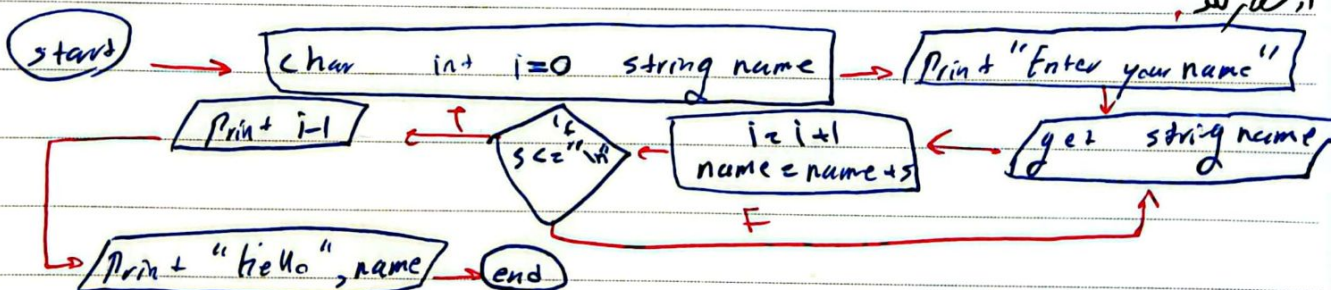 start
char int i=0 string name
Print "Enter your name"
get string name
i=i+1
name=name+s
if
T
Print i-1
F
Print "Hello", name
end